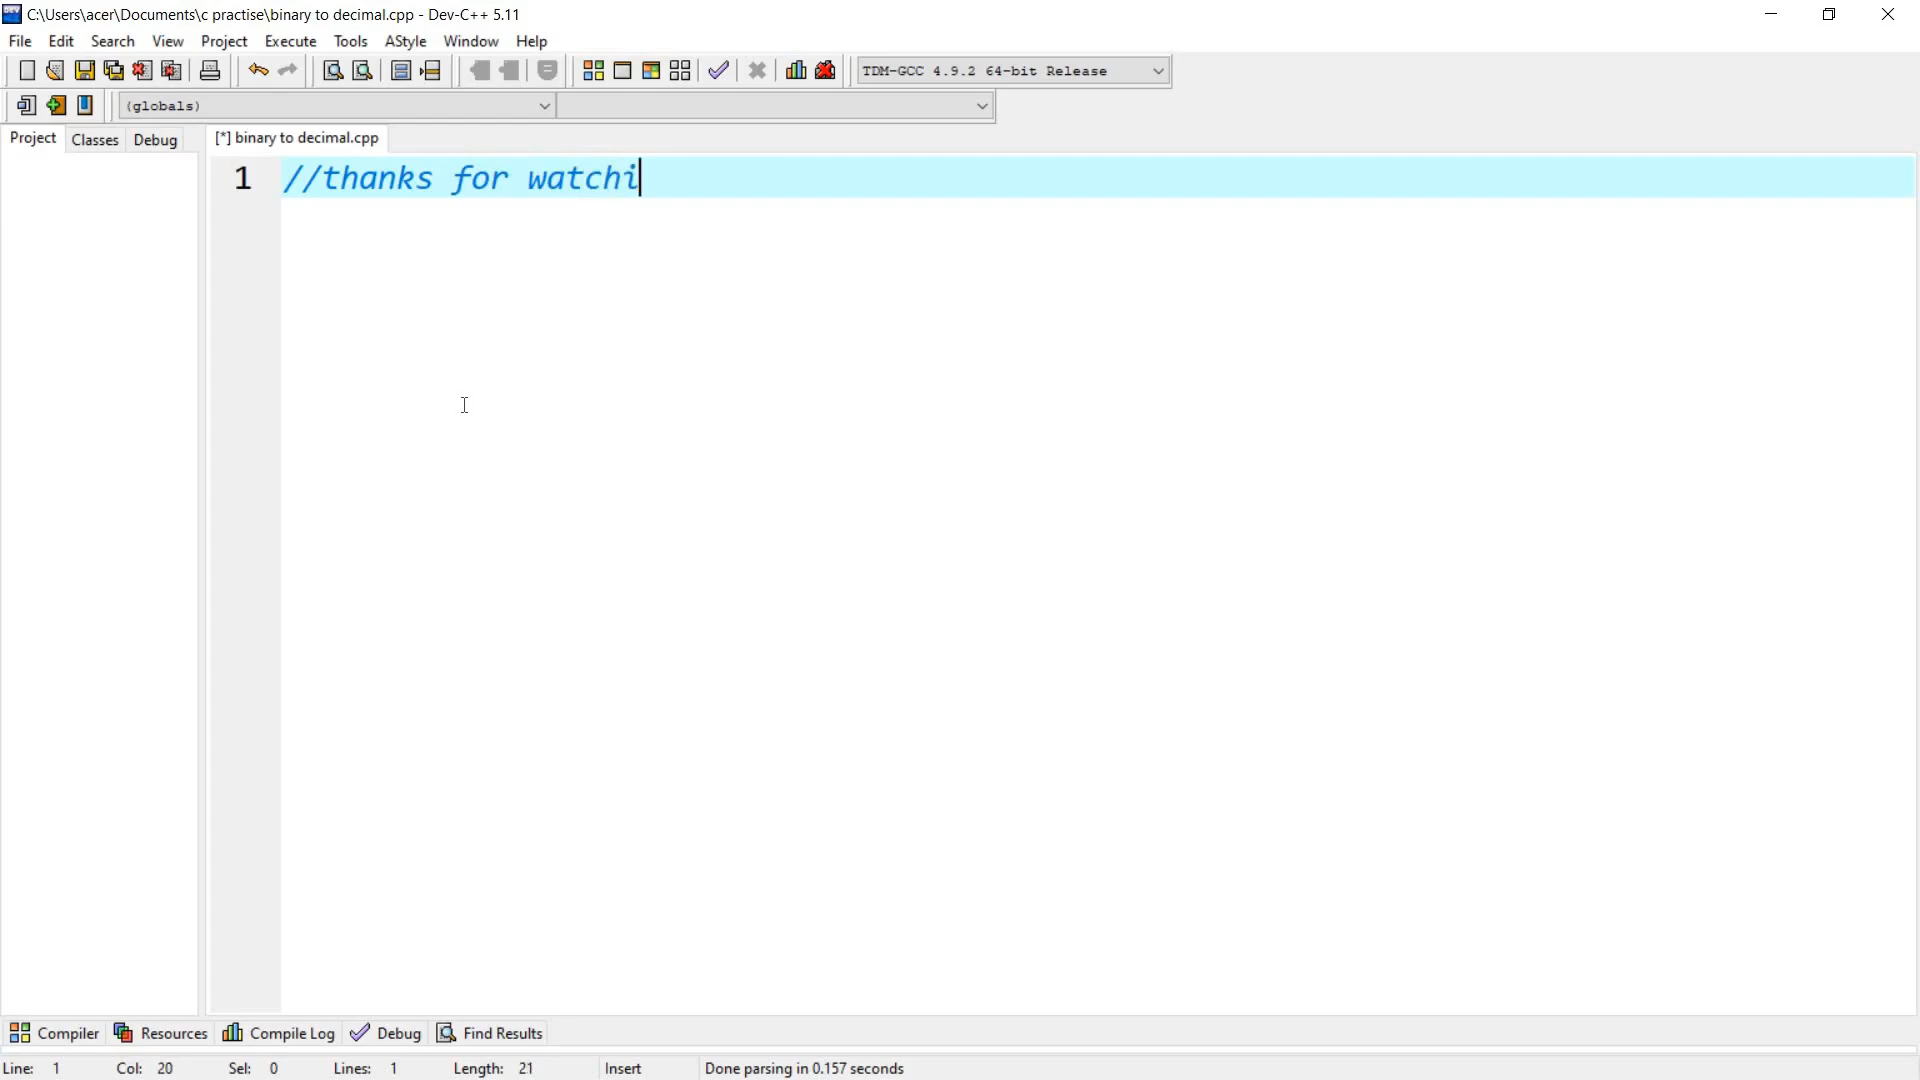 C:\Users\acer\Documents\c practise\binary to decimal.cpp - Dev-C++ 5.11
File Edit Search View Project Execute Tools AStyle Window Help
TDM-GCC 4.9.2 64-bit Release
(globals)
Project Classes Debug [*] binary to decimal.cpp
1 //thanks for watchi
Compiler Resources Compile Log Debug Find Results
Line: 1 Col: 20 Sel: 0 Lines: 1 Length: 21 Insert Done parsing in 0.157 seconds